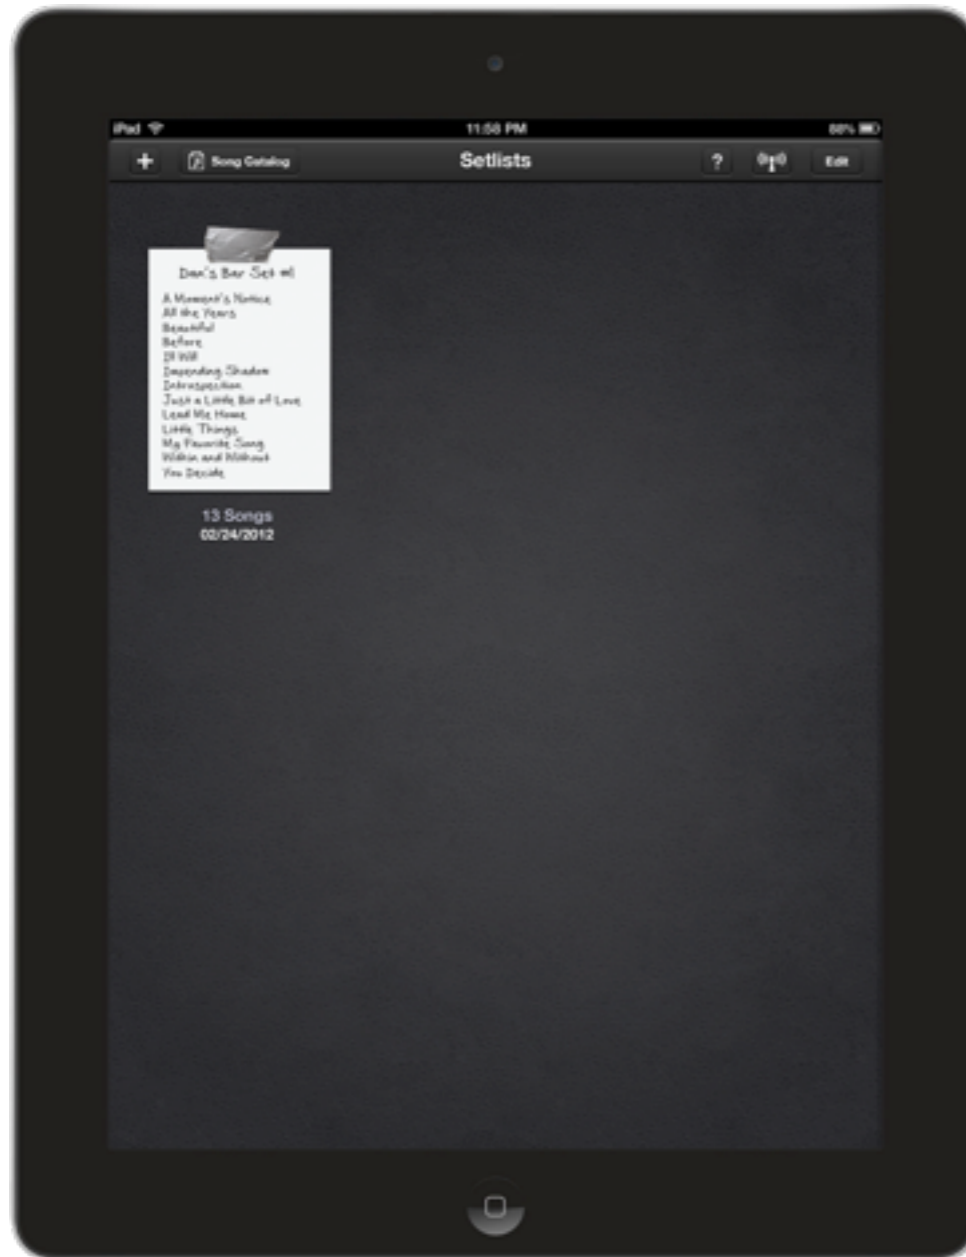 iPad
11:58 PM
88%
+ Song Catalog
Setlists
? Edit
Dan's Bar Set #1
A Moment's Notice
All the Years
Beautiful
Before
Ill Will
Impending Shadow
Introspection
Just a Little Bit of Love
Lead Me Home
Little Things
My Favorite Song
Within and Without
You Decide
13 Songs
02/24/2012